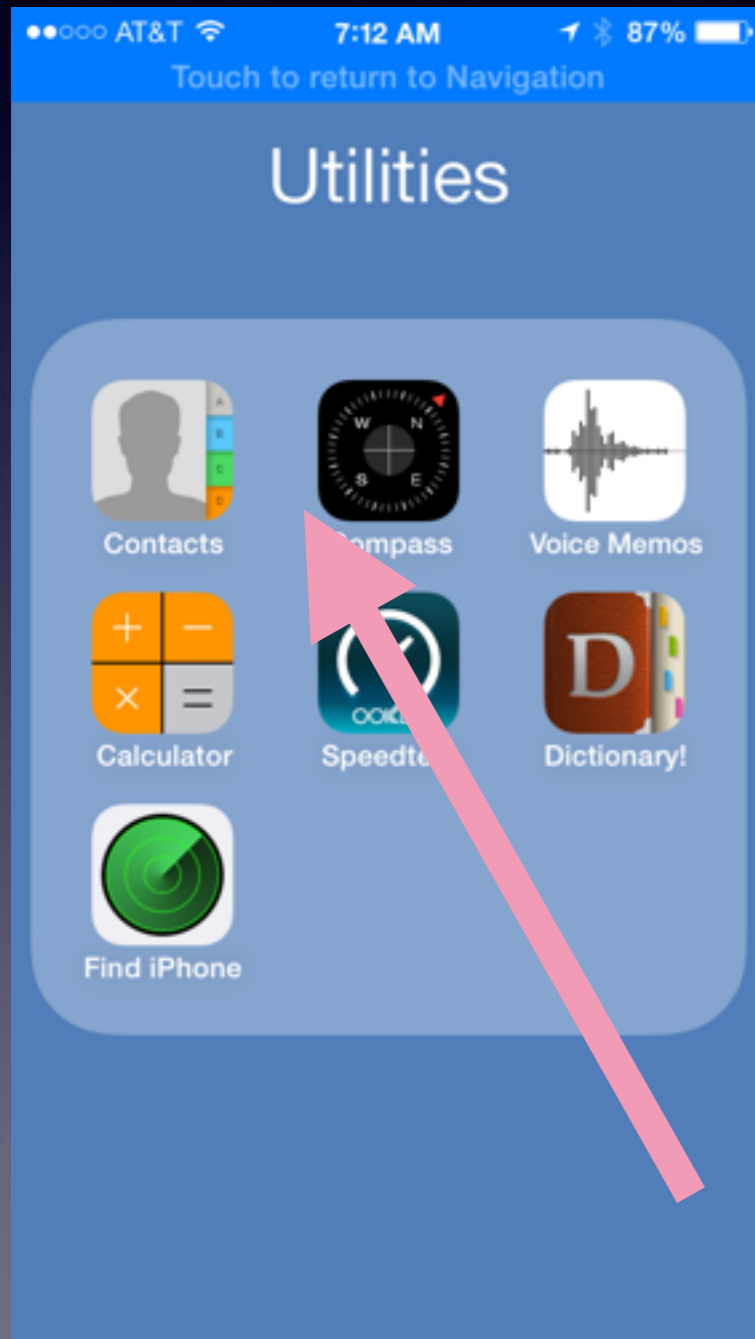 AT&T 7:12 AM 87%
Touch to return to Navigation
Utilities
A
B
C
D
W N
S E
Contacts Voice Memos
D
Calculator Dictionary!
Find iPhone